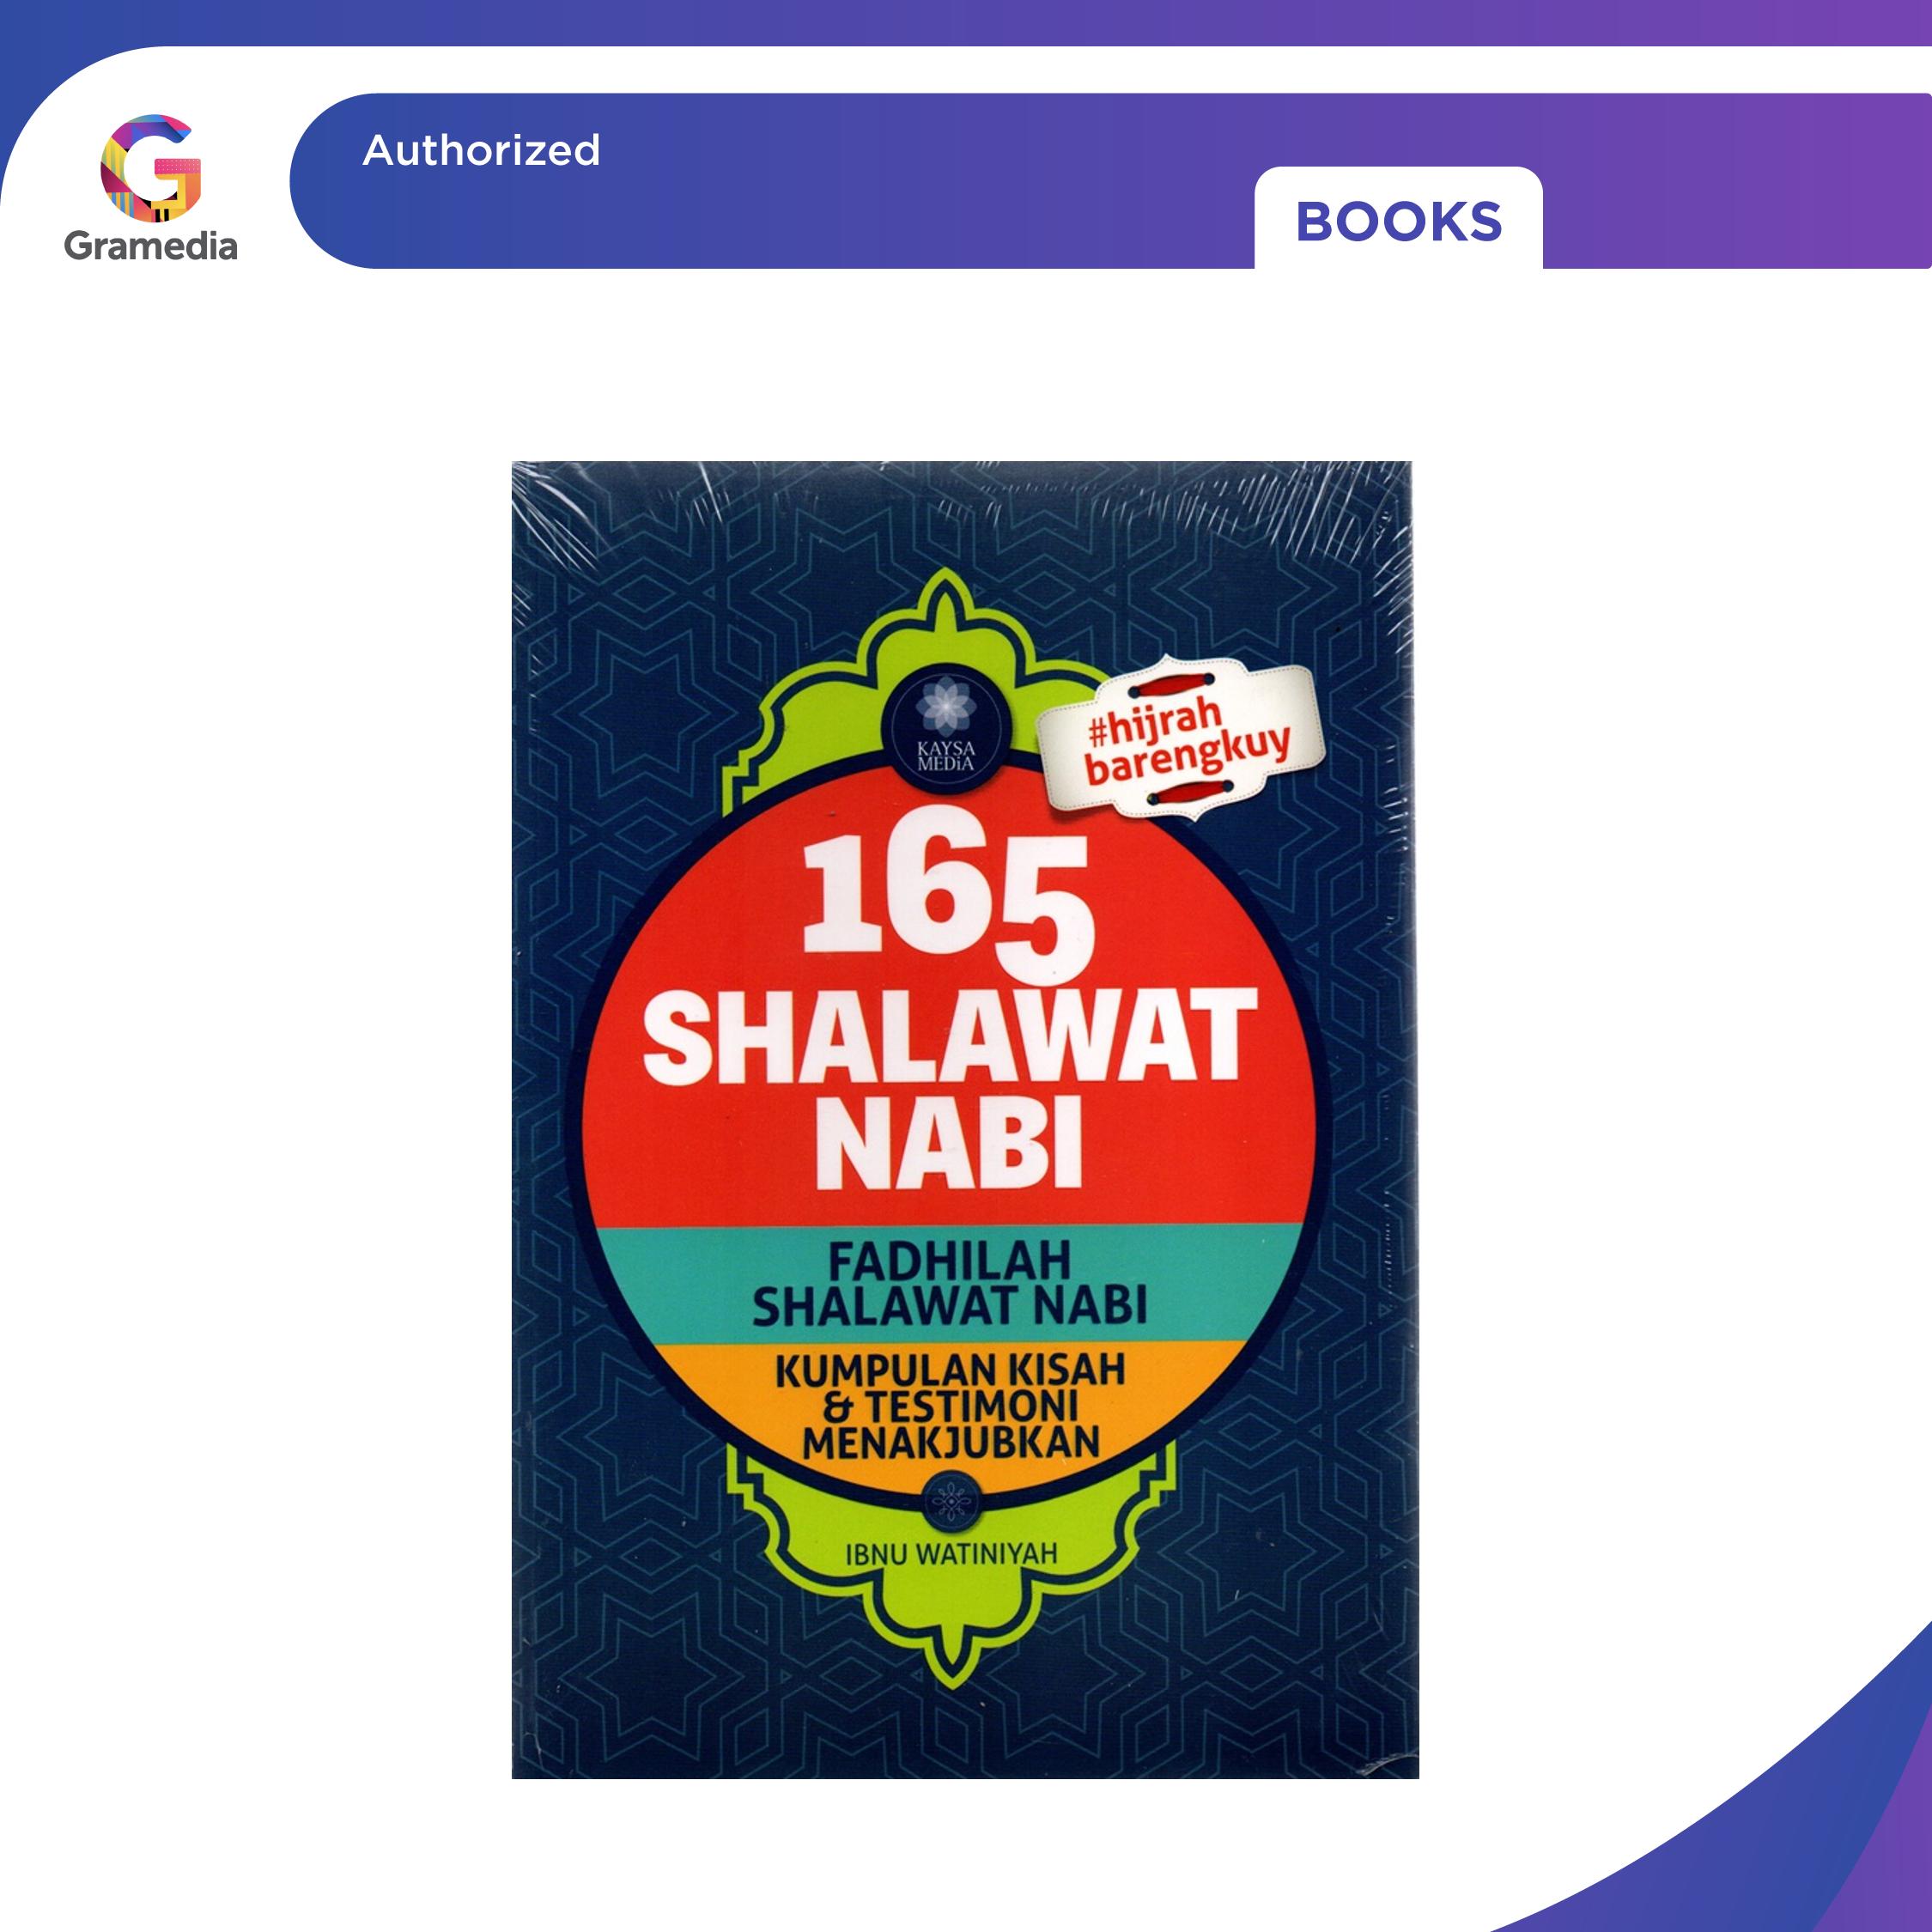 Authorized
Gramedia
BOOKS
KAYSA
MEDiA
#hijrah
barengkuy
165
SHALAWAT
NABI
FADHILAH
SHALAWAT NABI
KUMPULAN KISAH
& TESTIMONI
MENAKJUBKAN
IBNU WATINIYAH